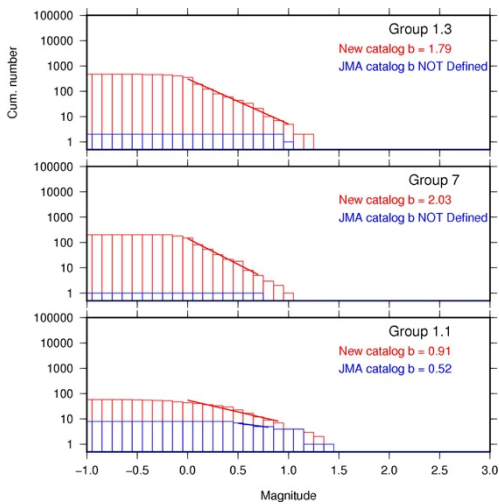 Cum. number
100000
10000
1000
100
10
1
Group 1.3
New catalog b = 1.79
JMA catalog b NOT Defined
100000
10000
1000
100
10
1
Group 7
New catalog b = 2.03
JMA catalog b NOT Defined
100000
10000
1000
100
10
1
Group 1.1
New catalog b = 0.91
JMA catalog b = 0.52
−1.0 −0.5 0.0 0.5 1.0 1.5 2.0 2.5 3.0
Magnitude